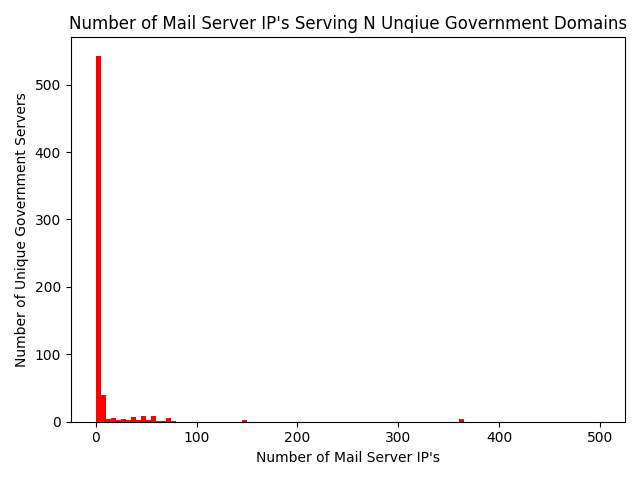 Number of Mail Server IP's Serving N Unqiue Government Domains
Number of Unique Government Servers
500
400
300
200
100
0
0 100 200 300 400 500
Number of Mail Server IP's